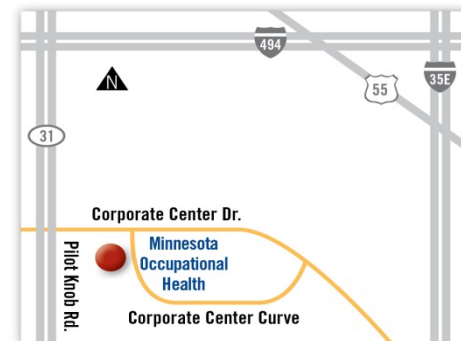 494
N
55
35E
31
Corporate Center Dr.
Pilot Knob Rd.
Minnesota
Occupational
Health
Corporate Center Curve